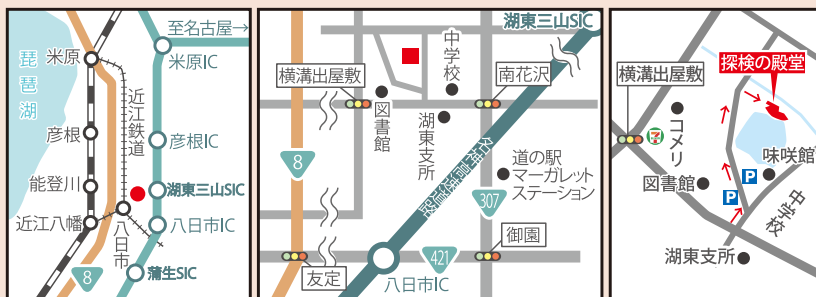 至名古屋→
米原
米原IC
琵琶湖
近江鉄道
彦根
彦根IC
能登川
湖東三山SIC
近江八幡
八日市
八日市IC
8
蒲生SIC
湖東三山SIC
中学校
横溝出屋敷
南花沢
図書館
湖東支所
名神高速道路
8
道の駅
マーガレット
ステーション
307
御園
421
友定
八日市IC
探検の殿堂
横溝出屋敷
7
コメリ
味咲館
図書館
P
P
中学校
湖東支所